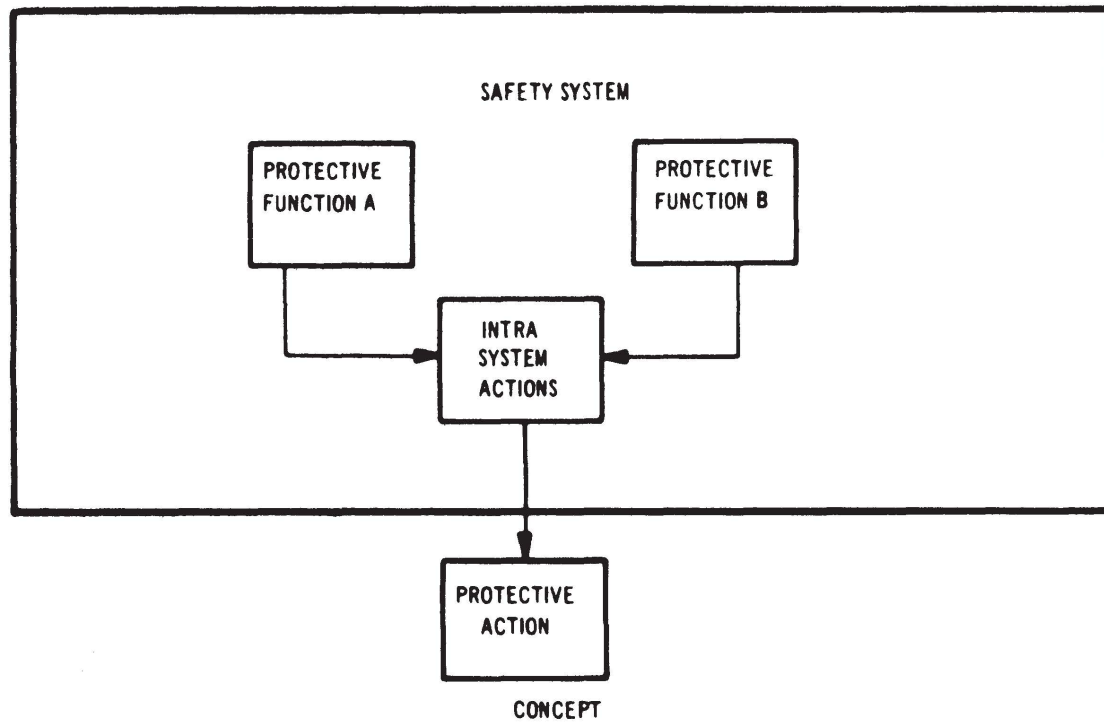 SAFETY SYSTEM
PROTECTIVE
FUNCTION A
PROTECTIVE
FUNCTION B
INTRA
SYSTEM
ACTIONS
PROTECTIVE
ACTION
CONCEPT